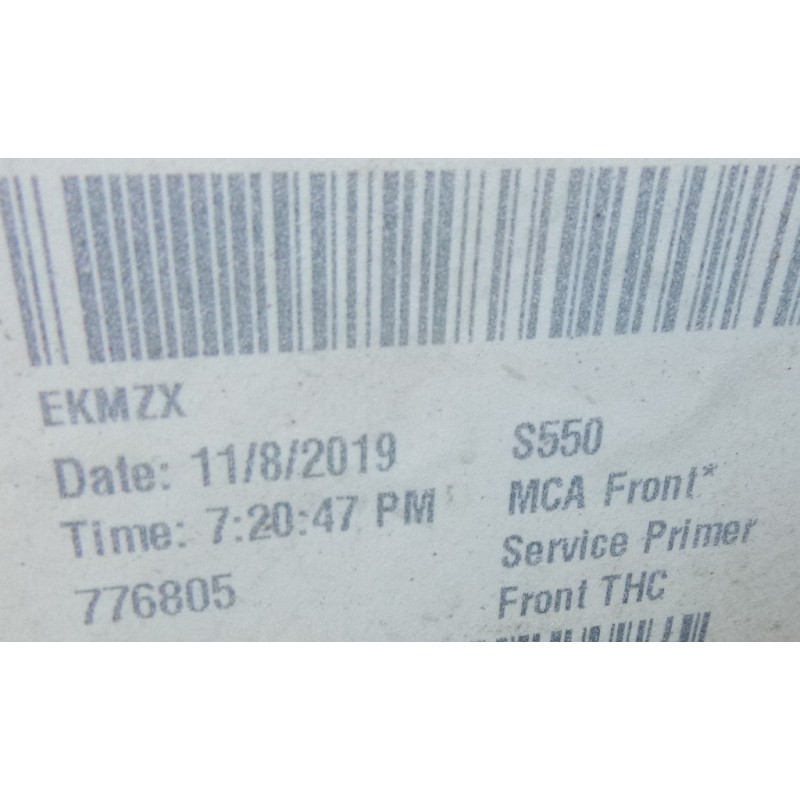 EKMZX
Date: 11/8/2019
Time: 7:20:47 PM
776805
S550
MCA Front*
Service Primer
Front THC